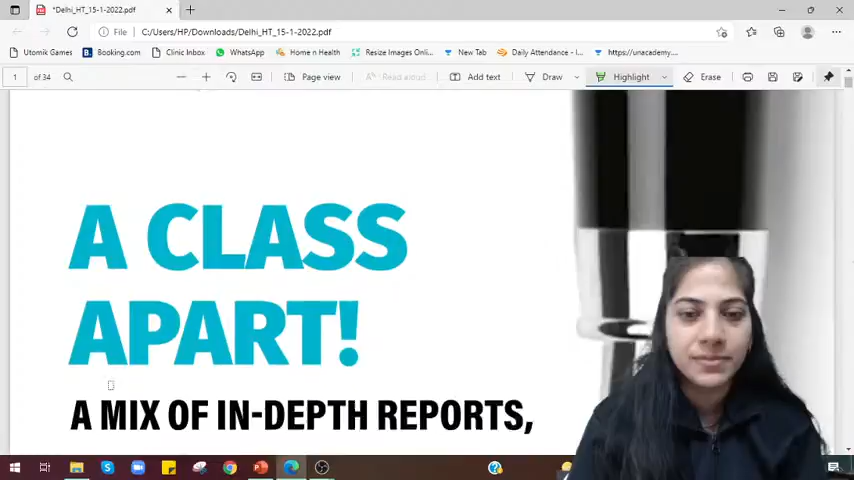 *Delhi_HT_15-1-2022.pdf
File
C:/Users/HP/Downloads/Delhi_HT_15-1-2022.pdf
Utomik Games
Booking.com
Clinic Inbox
WhatsApp
Home n Health
Resize Images Onlin...
New Tab
Daily Attendance - I...
https://unacademy....
1 of 34
Page view
Read aloud
Add text
Draw
Highlight
Erase
A CLASS
APART!
A MIX OF IN-DEPTH REPORTS,